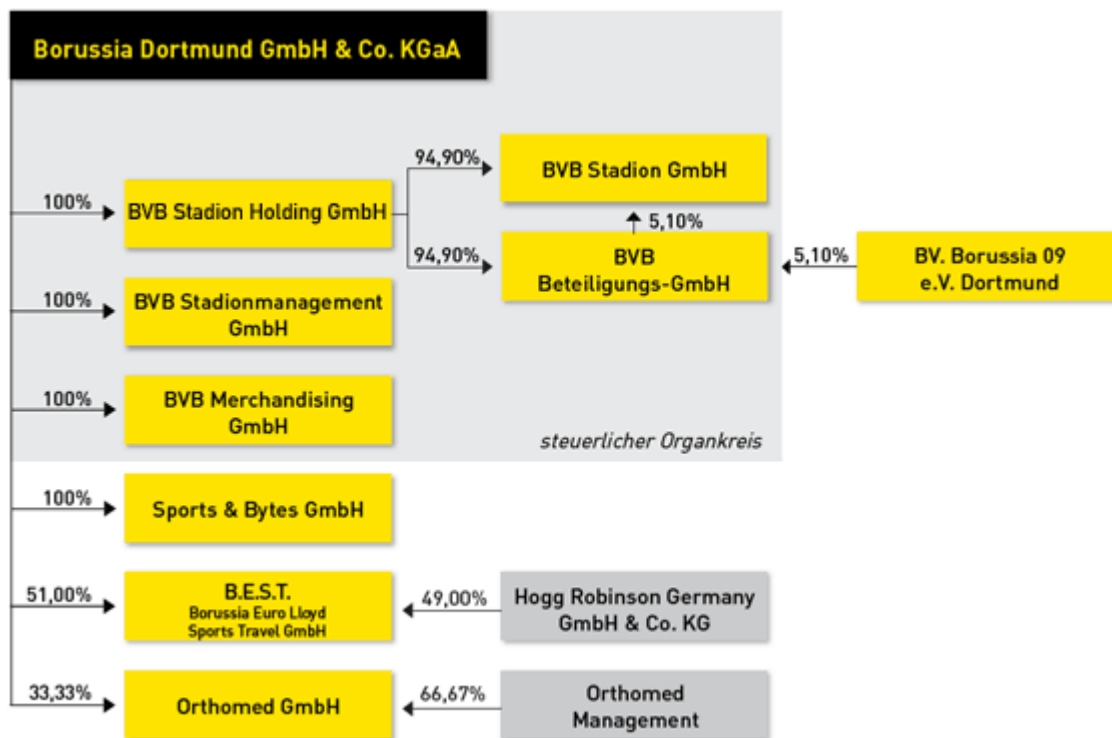 Borussia Dortmund GmbH & Co. KGaA
94,90%
BVB Stadion GmbH
100%
BVB Stadion Holding GmbH
5,10%
94,90%
BVB
Beteiligungs-GmbH
5,10%
BV. Borussia 09
e.V. Dortmund
100%
BVB Stadionmanagement
GmbH
100%
BVB Merchandising
GmbH
steuerlicher Organkreis
100%
Sports & Bytes GmbH
51,00%
B.E.S.T.
Borussia Euro Lloyd
Sports Travel GmbH
49,00%
Hogg Robinson Germany
GmbH & Co. KG
33,33%
Orthomed GmbH
66,67%
Orthomed
Management